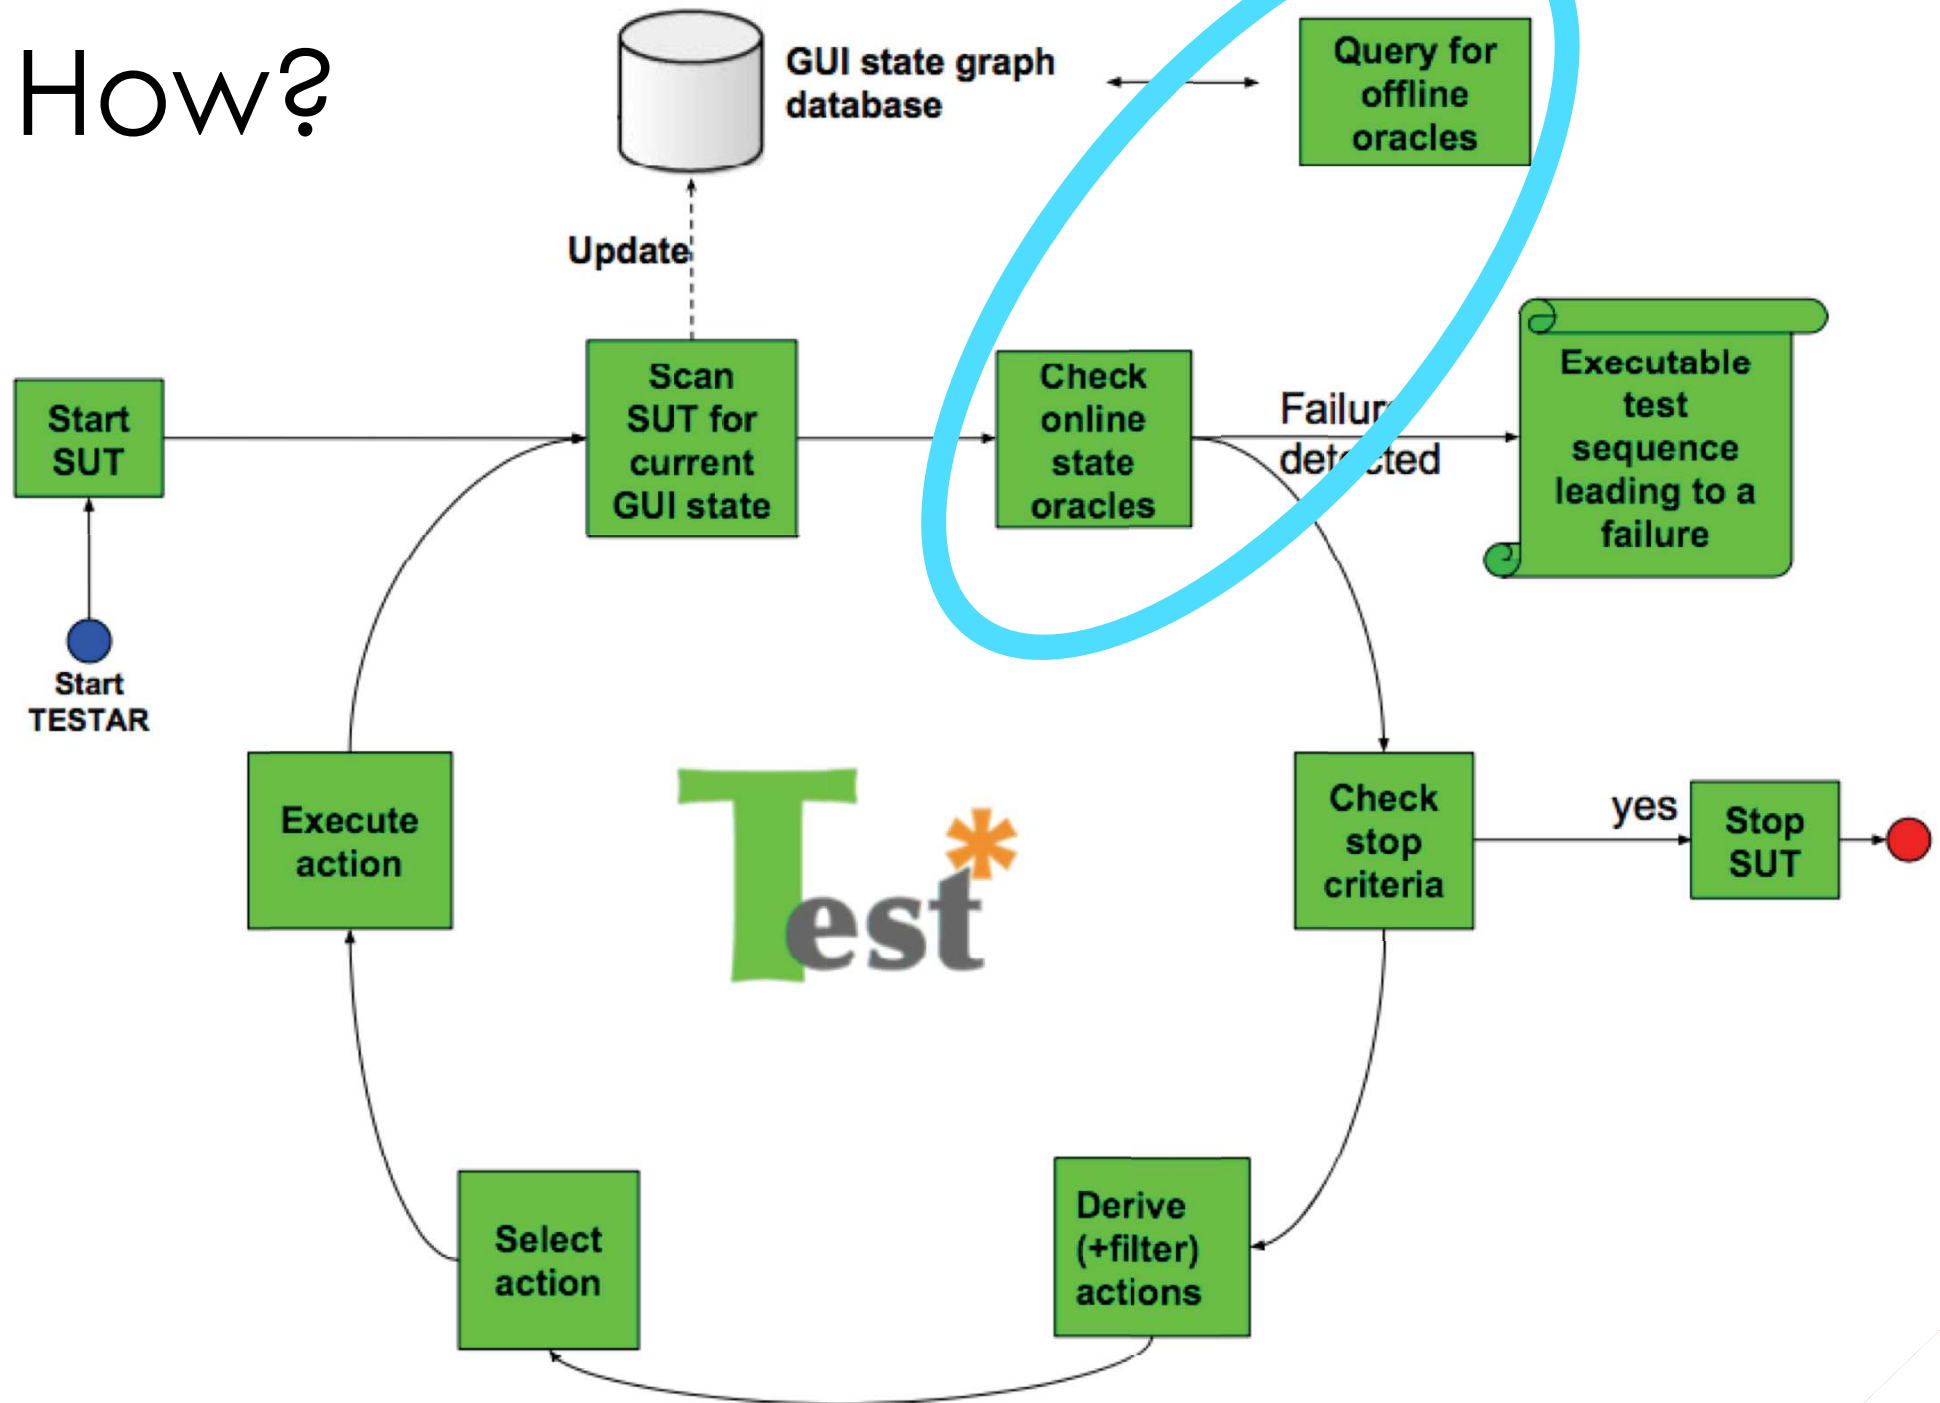 How?
GUI state graph
database
Query for
offline
oracles
Update
Start
SUT
Scan
SUT for
current
GUI state
Check
online
state
oracles
Failure
detected
Executable
test
sequence
leading to a
failure
Start
TESTAR
Execute
action
Test*
Check
stop
criteria
yes
Stop
SUT
Select
action
Derive
(+filter)
actions